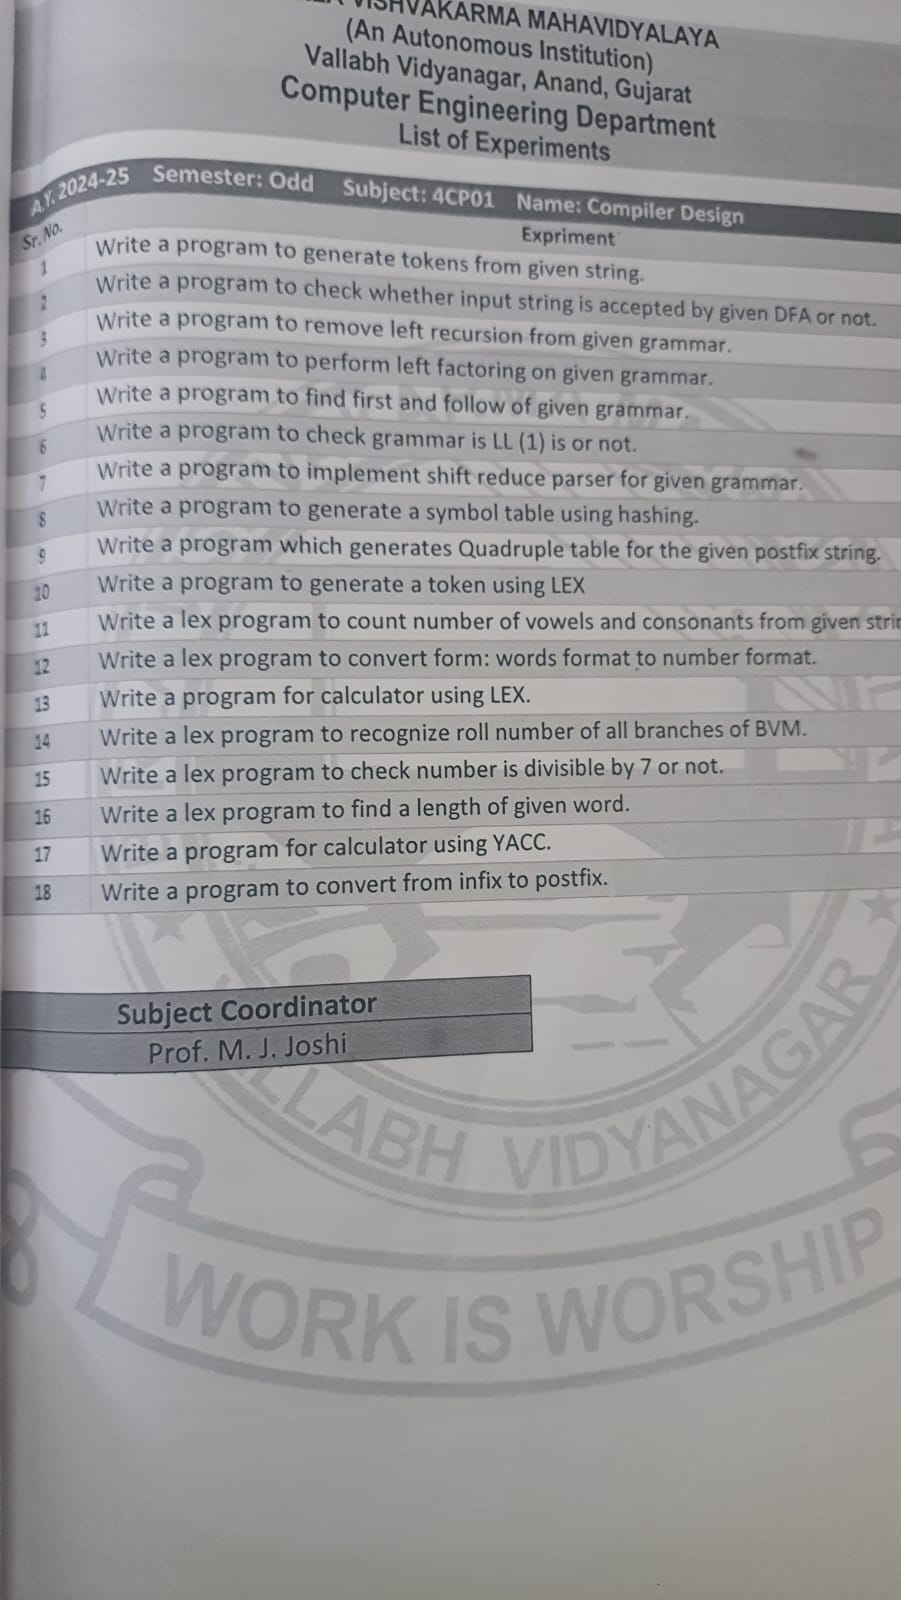 VISHVAKARMA MAHAVIDYALAYA
(An Autonomous Institution)
Vallabh Vidyanagar, Anand, Gujarat
Computer Engineering Department
List of Experiments
A.Y. 2024-25 Semester: Odd Subject: 4CP01 Name: Compiler Design
Sr. No. Expriment
1 Write a program to generate tokens from given string.
2 Write a program to check whether input string is accepted by given DFA or not.
3 Write a program to remove left recursion from given grammar.
4 Write a program to perform left factoring on given grammar.
5 Write a program to find first and follow of given grammar.
6 Write a program to check grammar is LL (1) is or not.
7 Write a program to implement shift reduce parser for given grammar.
8 Write a program to generate a symbol table using hashing.
9 Write a program which generates Quadruple table for the given postfix string.
10 Write a program to generate a token using LEX
11 Write a lex program to count number of vowels and consonants from given
12 Write a lex program to convert form: words format to number format.
13 Write a program for calculator using LEX.
14 Write a lex program to recognize roll number of all branches of BVM.
15 Write a lex program to check number is divisible by 7 or not.
16 Write a lex program to find a length of given word.
17 Write a program for calculator using YACC.
18 Write a program to convert from infix to postfix.
Subject Coordinator
Prof. M. J. Joshi
VIDYANAGAR
WORK IS WORSHIP